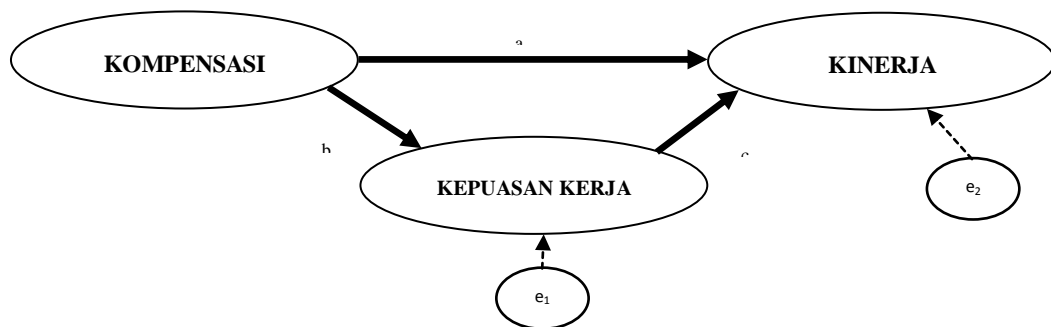 a
KOMPENSASI
KINERJA
b
c
KEPUASAN KERJA
e₂
e₁